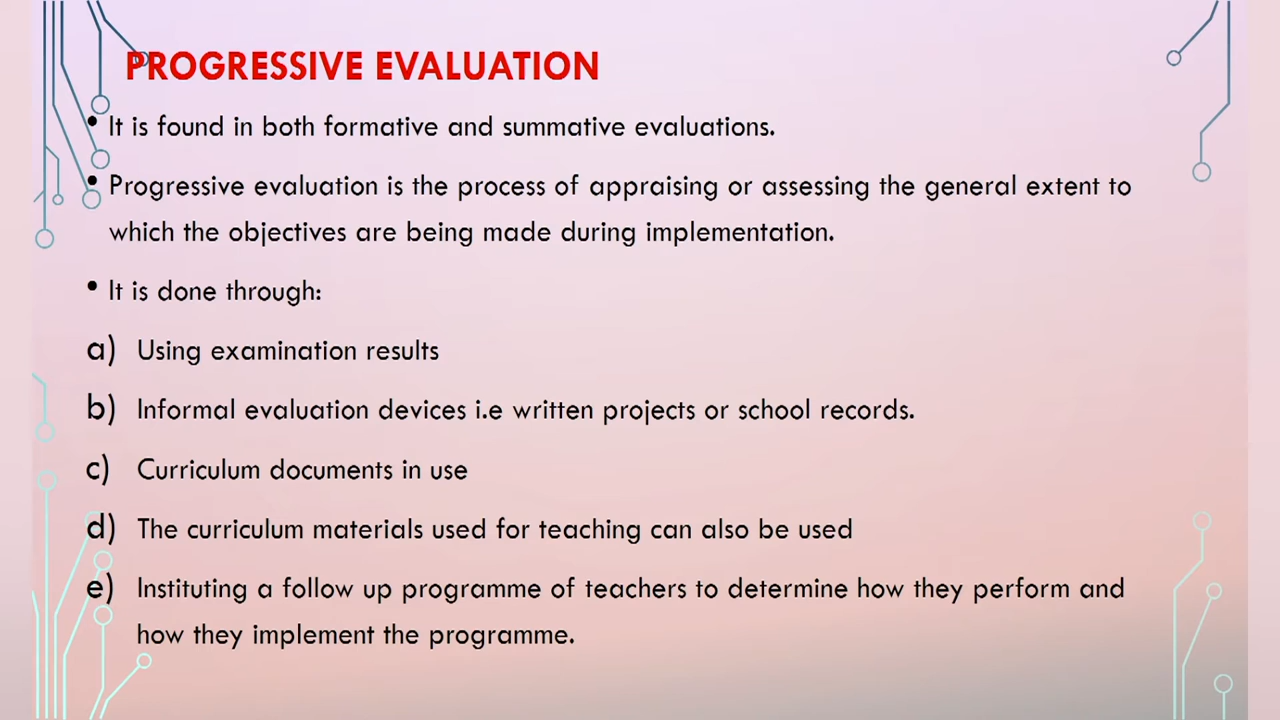 PROGRESSIVE EVALUATION
• It is found in both formative and summative evaluations.
• Progressive evaluation is the process of appraising or assessing the general extent to
which the objectives are being made during implementation.
• It is done through:
a) Using examination results
b) Informal evaluation devices i.e written projects or school records.
c) Curriculum documents in use
d) The curriculum materials used for teaching can also be used
e) Instituting a follow up programme of teachers to determine how they perform and
how they implement the programme.